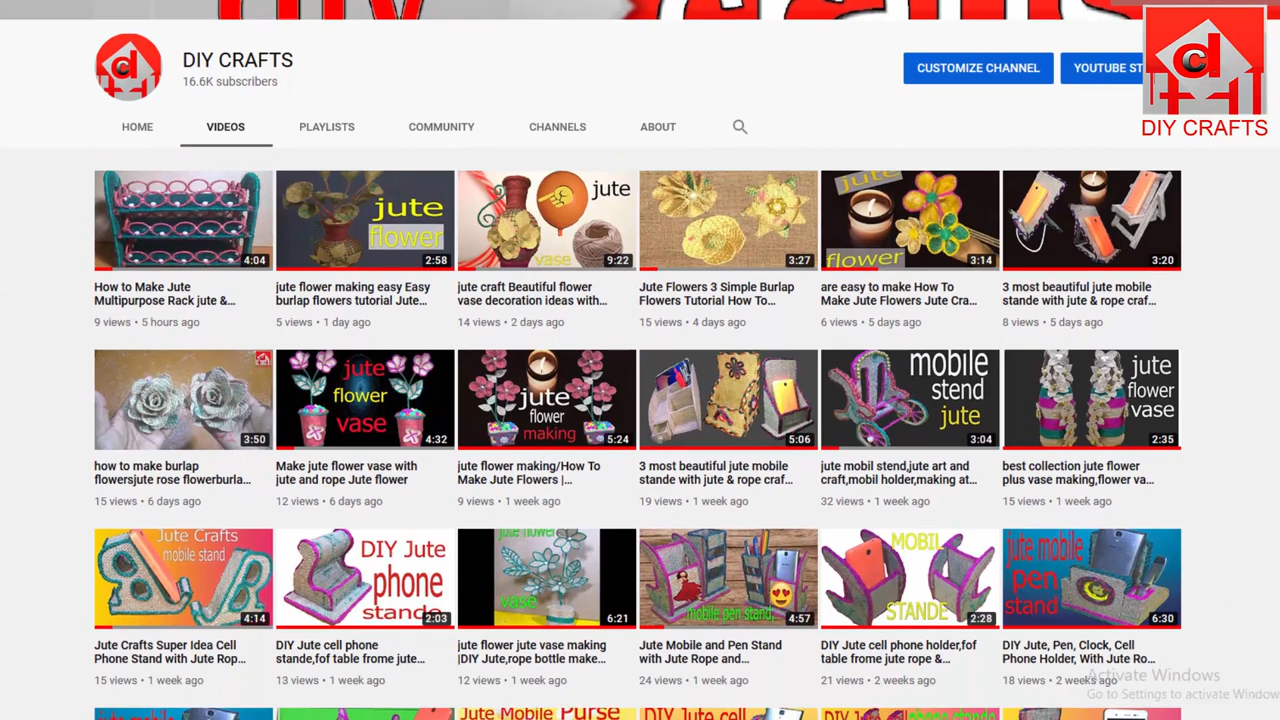 DIY CRAFTS
16.6K subscribers
CUSTOMIZE CHANNEL
YOUTUBE ST
DIY CRAFTS
HOME VIDEOS PLAYLISTS COMMUNITY CHANNELS ABOUT
4:04
jute
flower
2:58
jute
vase
9:22
3:27
jute
flower
3:14
3:20
How to Make Jute
Multipurpose Rack jute &...
9 views • 5 hours ago
jute flower making easy Easy
burlap flowers tutorial Jute...
5 views • 1 day ago
jute craft Beautiful flower
vase decoration ideas with...
14 views • 2 days ago
Jute Flowers 3 Simple Burlap
Flowers Tutorial How To...
15 views • 4 days ago
are easy to make How To
Make Jute Flowers Jute Cra...
6 views • 5 days ago
3 most beautiful jute mobile
stande with jute & rope craf...
8 views • 5 days ago
3:50
jute
flower
vase
4:32
jute
flower
making
5:24
5:06
mobile
stend
jute
3:04
jute
flower
vase
2:35
how to make burlap
flowersjute rose flowerburla...
15 views • 6 days ago
Make jute flower vase with
jute and rope Jute flower
12 views • 6 days ago
jute flower making/How To
Make Jute Flowers |...
9 views • 1 week ago
3 most beautiful jute mobile
stande with jute & rope craf...
19 views • 1 week ago
jute mobil stend,jute art and
craft,mobil holder,making at...
32 views • 1 week ago
best collection jute flower
plus vase making,flower va...
15 views • 1 week ago
Jute Crafts
mobile stand
4:14
DIY Jute
phone
stande
2:03
jute flower
vase
6:21
mobile pen stand,
4:57
MOBIL
STANDE
2:28
jute mobile
pen
stand
6:30
Jute Crafts Super Idea Cell
Phone Stand with Jute Rop...
15 views • 1 week ago
DIY Jute cell phone
stande,fof table frome jute...
13 views • 1 week ago
jute flower jute vase making
|DIY Jute,rope bottle make...
12 views • 1 week ago
Jute Mobile and Pen Stand
with Jute Rope and...
24 views • 1 week ago
DIY Jute cell phone holder,fof
table frome jute rope &...
21 views • 2 weeks ago
DIY Jute, Pen, Clock, Cell
Phone Holder, With Jute Ro...
18 views • 2 weeks ago
Activate Windows
Go to Settings to activate Windows
Jute Mobile Purse
DIY Jute cell